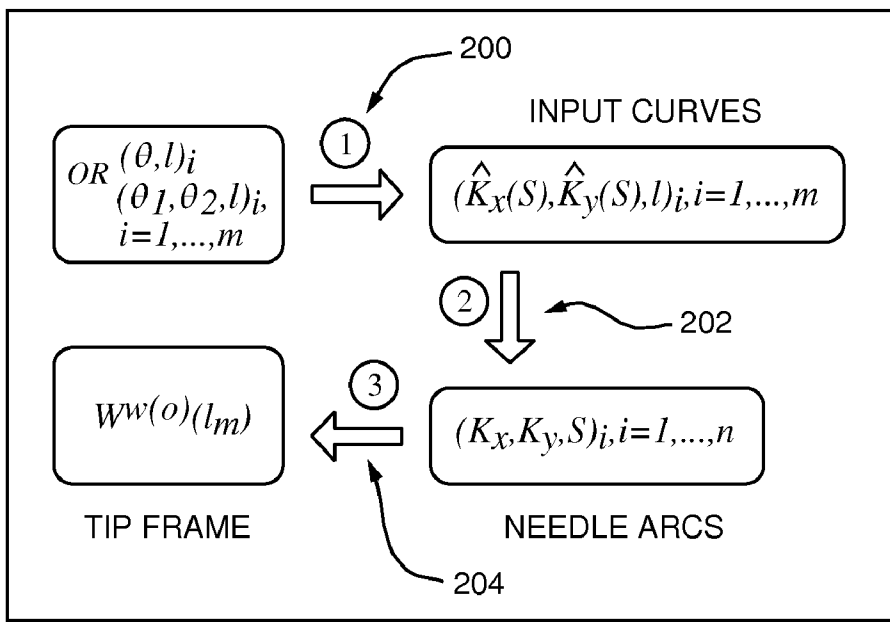 200
1
INPUT CURVES
OR (θ,l)i
(θ1,θ2,l)i,
i=1,...,m
(K̂x(S),K̂y(S),l)i,i=1,...,m
2
202
3
Ww(o)(lm)
(Kx,Ky,S)i,i=1,...,n
TIP FRAME
NEEDLE ARCS
204